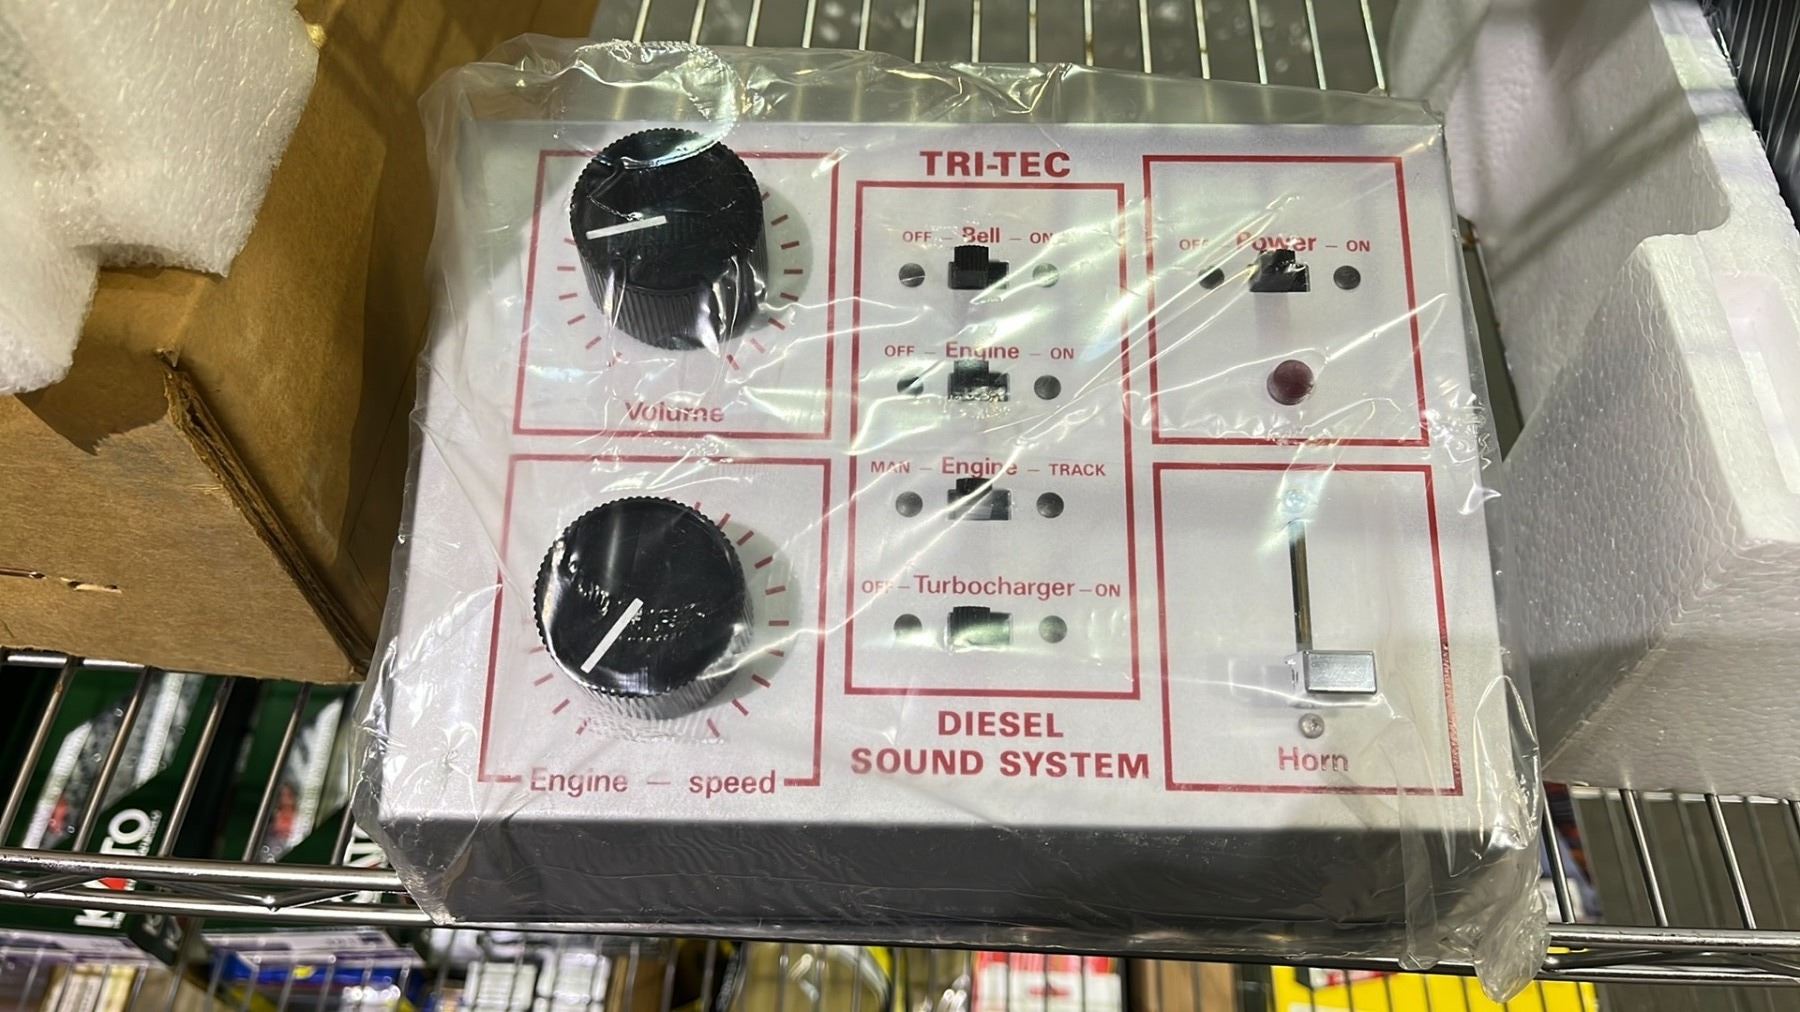 TRI-TEC
OFF – Bell – ON
OFF – Power – ON
OFF – Engine – ON
Volume
MAN – Engine – TRACK
OFF – Turbocharger – ON
DIESEL
SOUND SYSTEM
Engine – speed
Horn
KATO